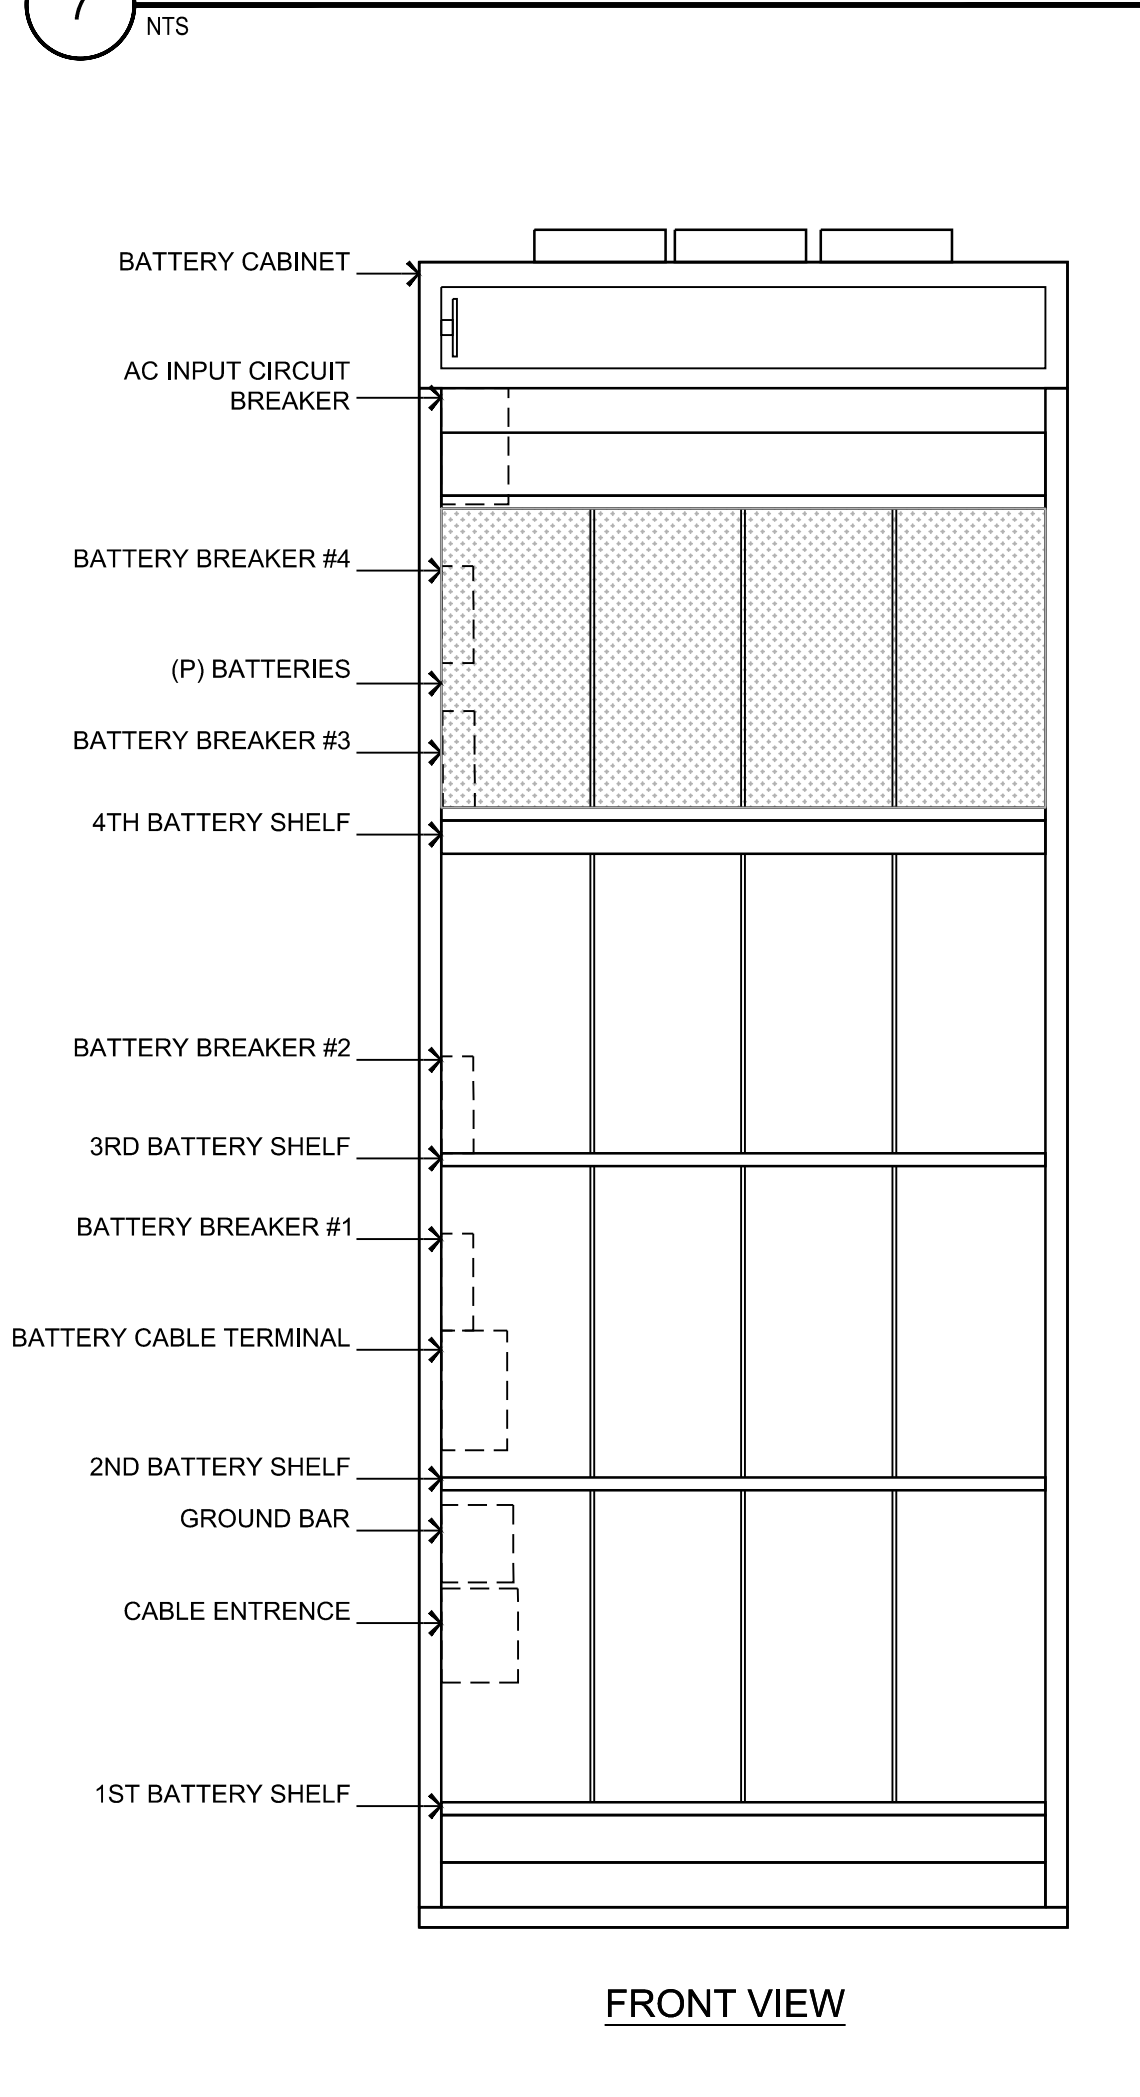 7
NTS
BATTERY CABINET
AC INPUT CIRCUIT
BREAKER
BATTERY BREAKER #4
(P) BATTERIES
BATTERY BREAKER #3
4TH BATTERY SHELF
BATTERY BREAKER #2
3RD BATTERY SHELF
BATTERY BREAKER #1
BATTERY CABLE TERMINAL
2ND BATTERY SHELF
GROUND BAR
CABLE ENTRENCE
1ST BATTERY SHELF
FRONT VIEW